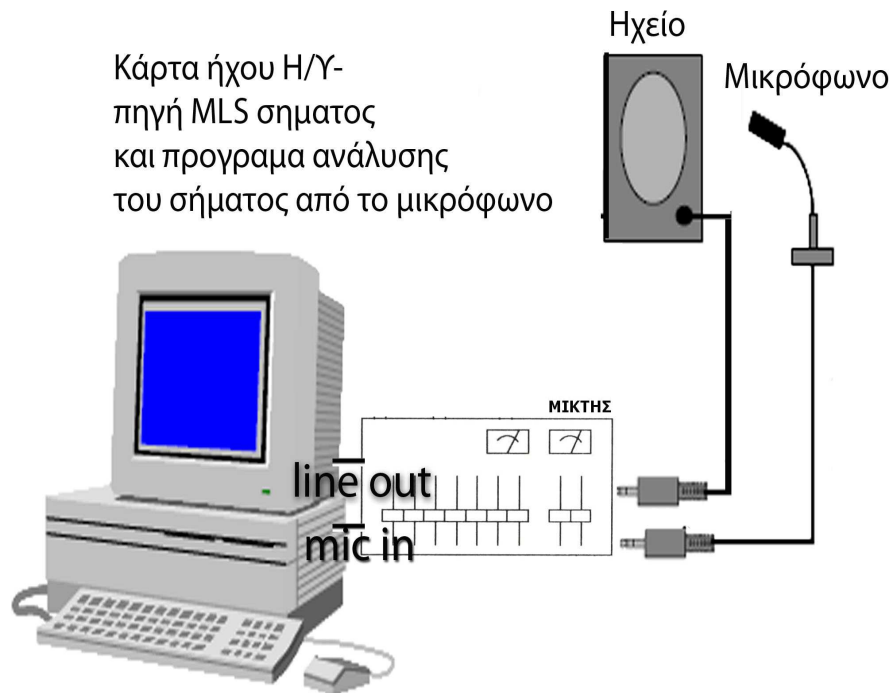 Ηχείο
Μικρόφωνο
Κάρτα ήχου Η/Υ-
πηγή MLS σηματος
και προγραμα ανάλυσης
του σήματος από το μικρόφωνο
ΜΙΚΤΗΣ
line out
mic in